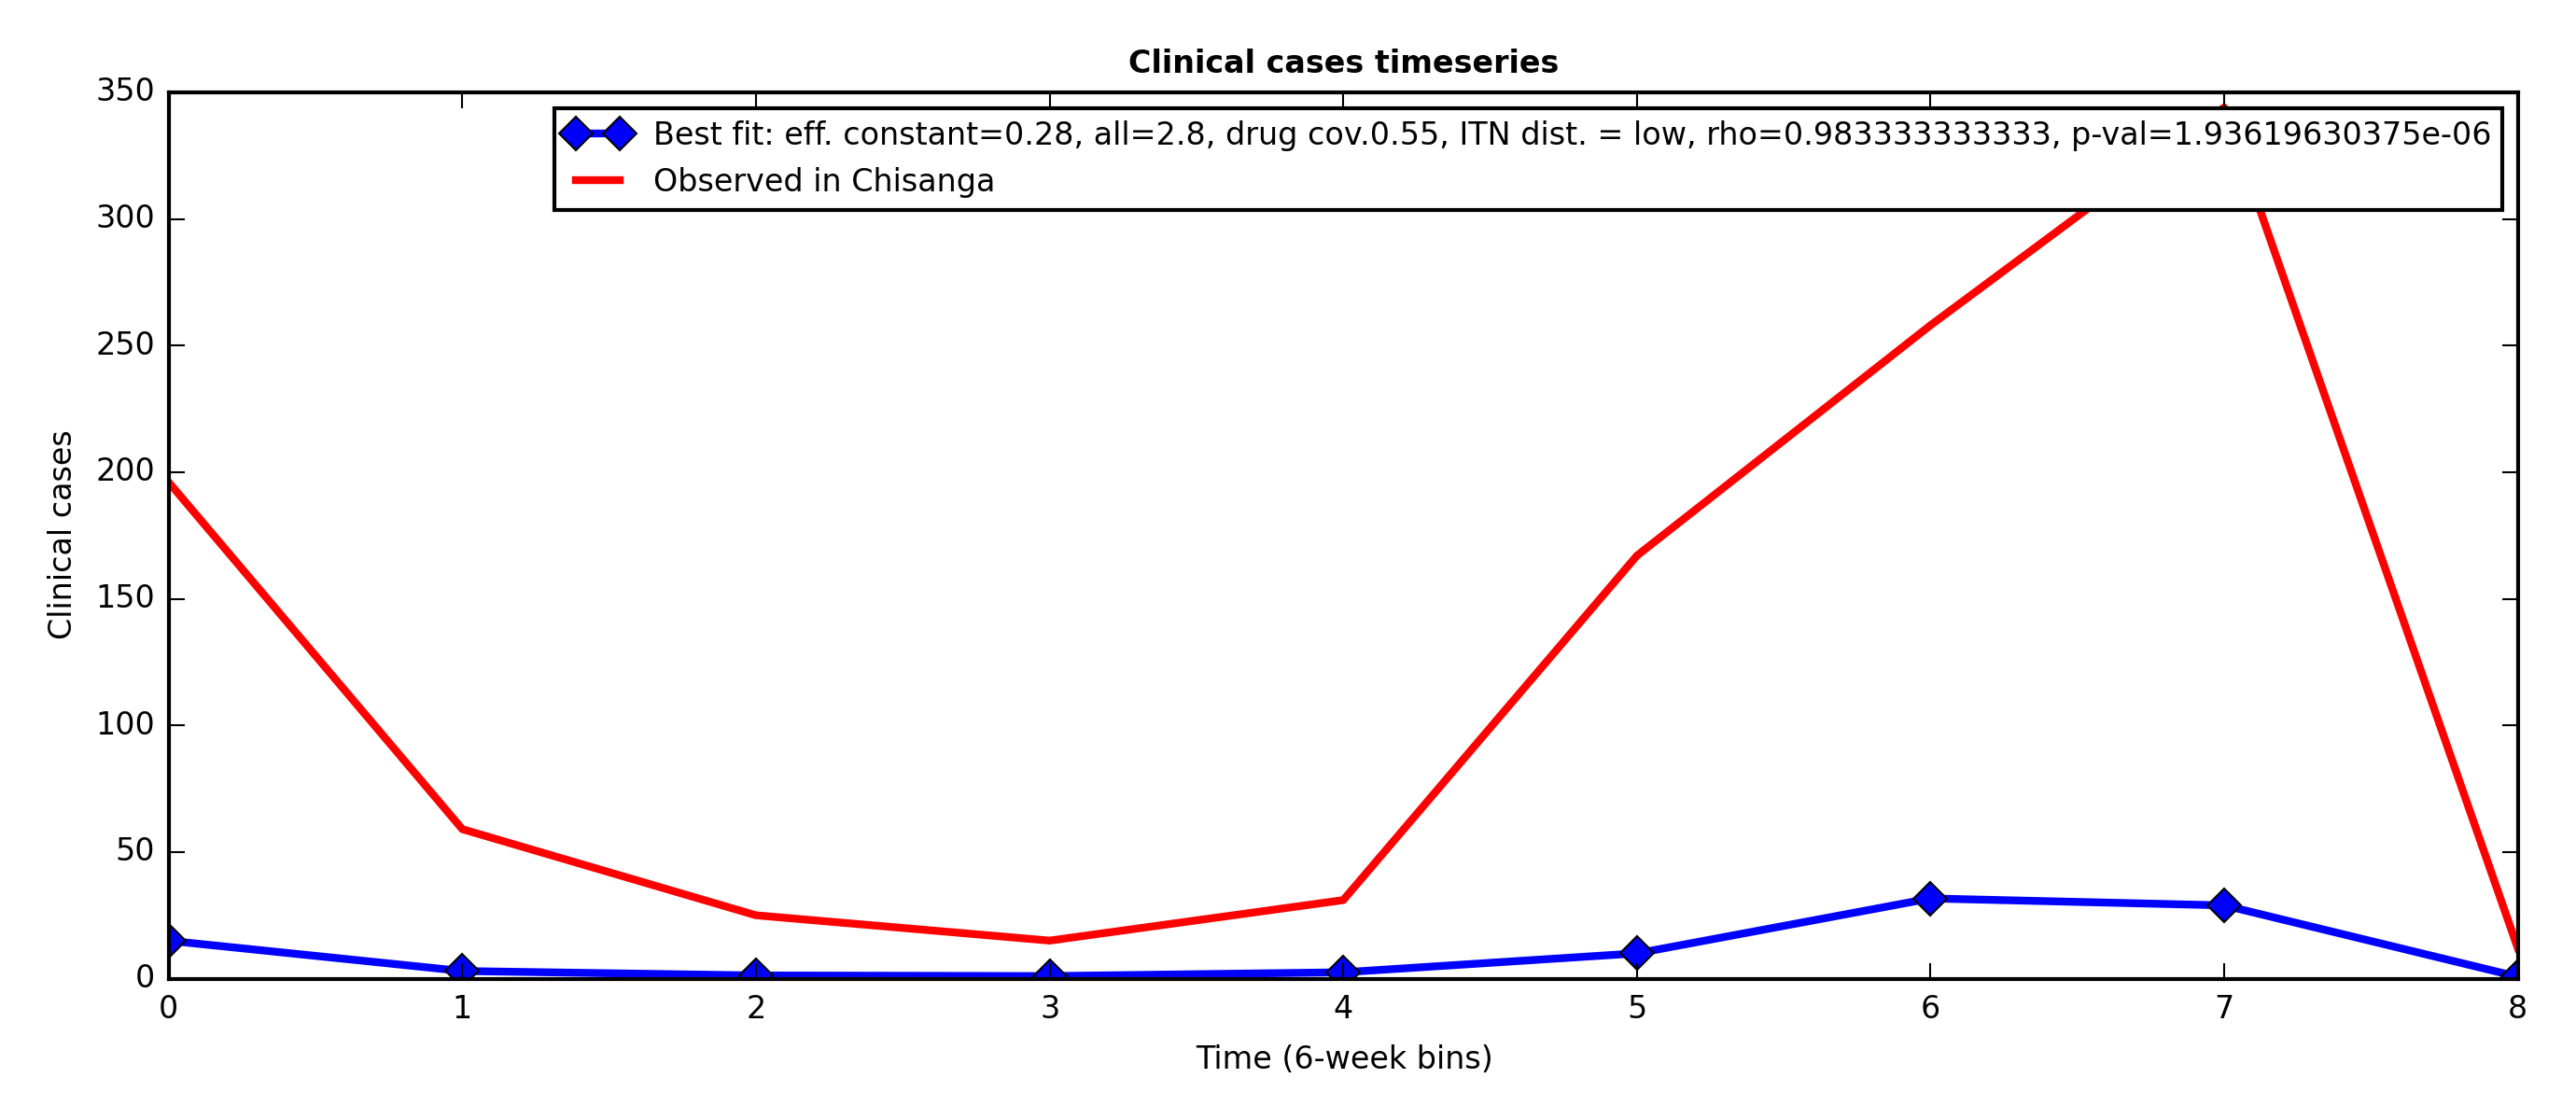 Clinical cases timeseries
350
300
250
200
150
100
50
0
Clinical cases
Best fit: eff. constant=0.28, all=2.8, drug cov.0.55, ITN dist. = low, rho=0.983333333333, p-val=1.93619630375e-06
Observed in Chisanga
0 1 2 3 4 5 6 7 8
Time (6-week bins)